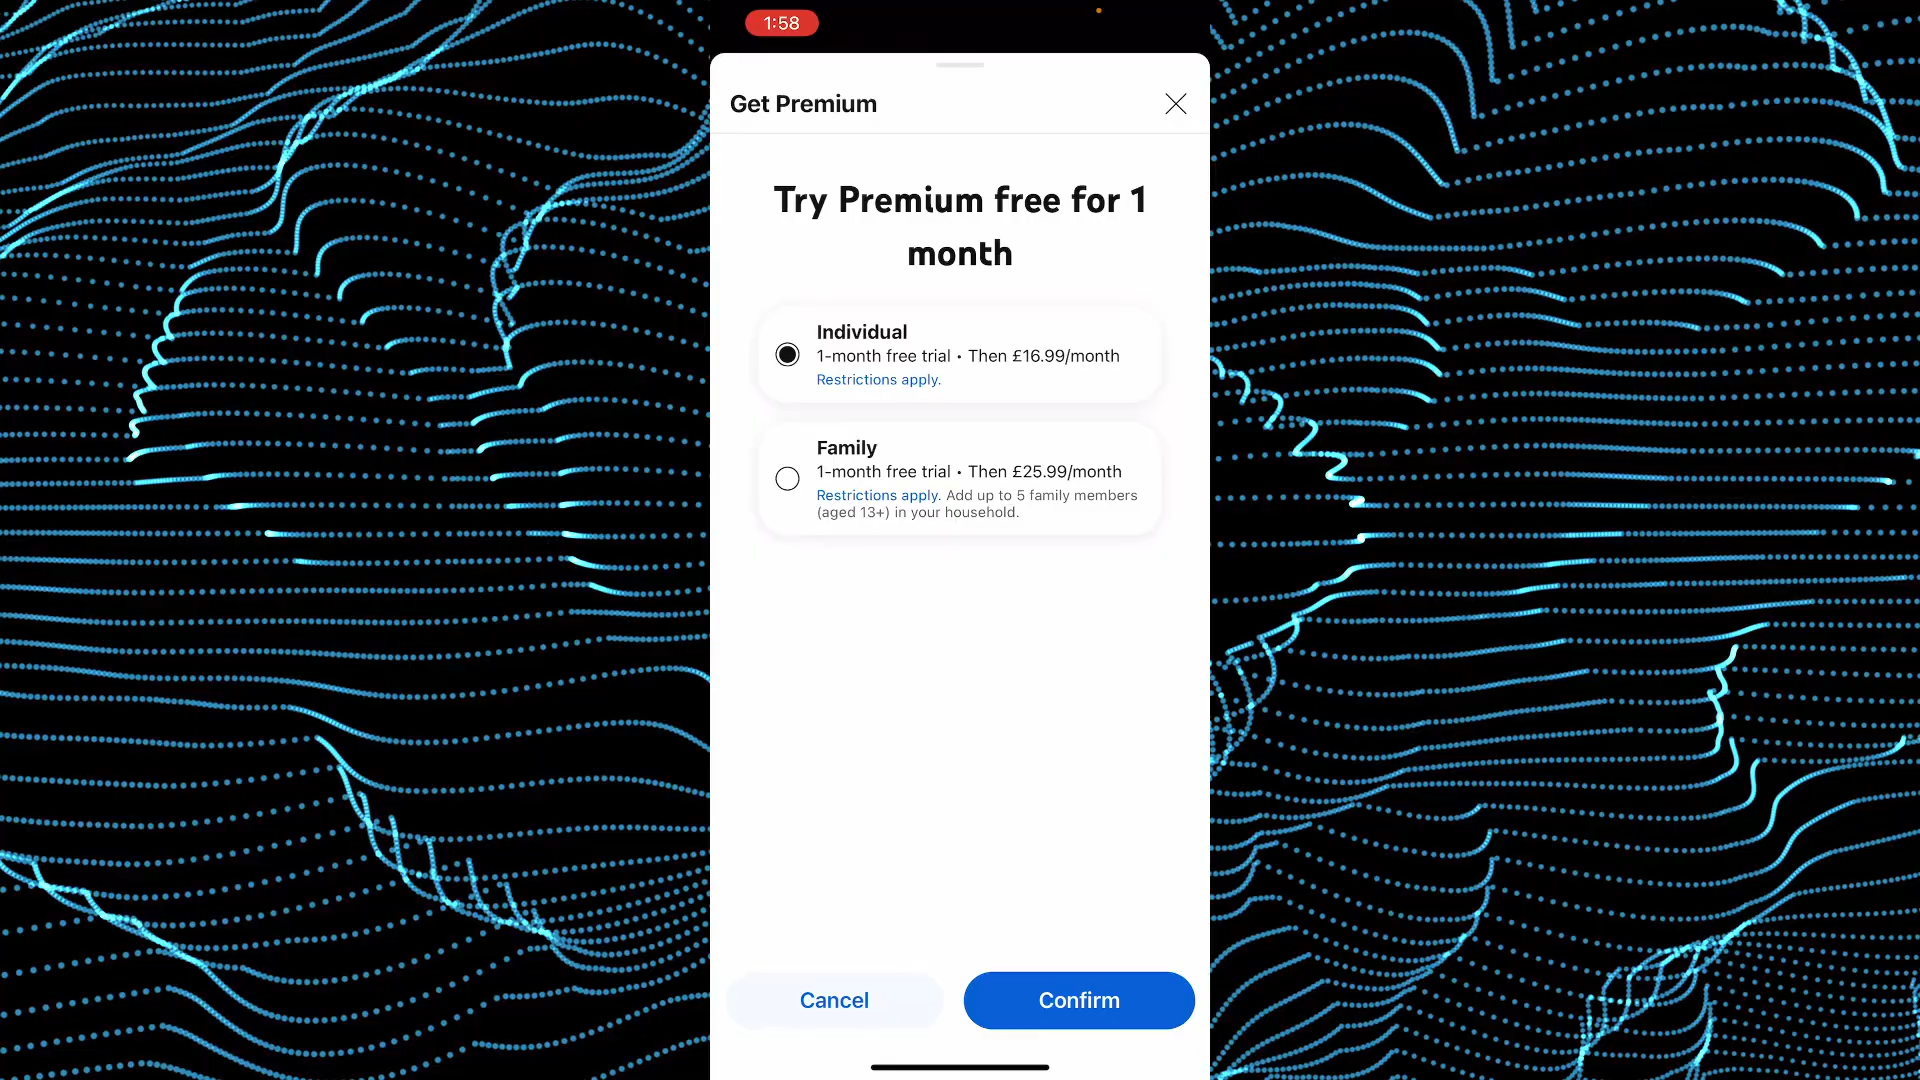 1:58
Get Premium
Try Premium free for 1
month
Individual
1-month free trial • Then £16.99/month
Restrictions apply.
Family
1-month free trial • Then £25.99/month
Restrictions apply. Add up to 5 family members
(aged 13+) in your household.
Cancel
Confirm